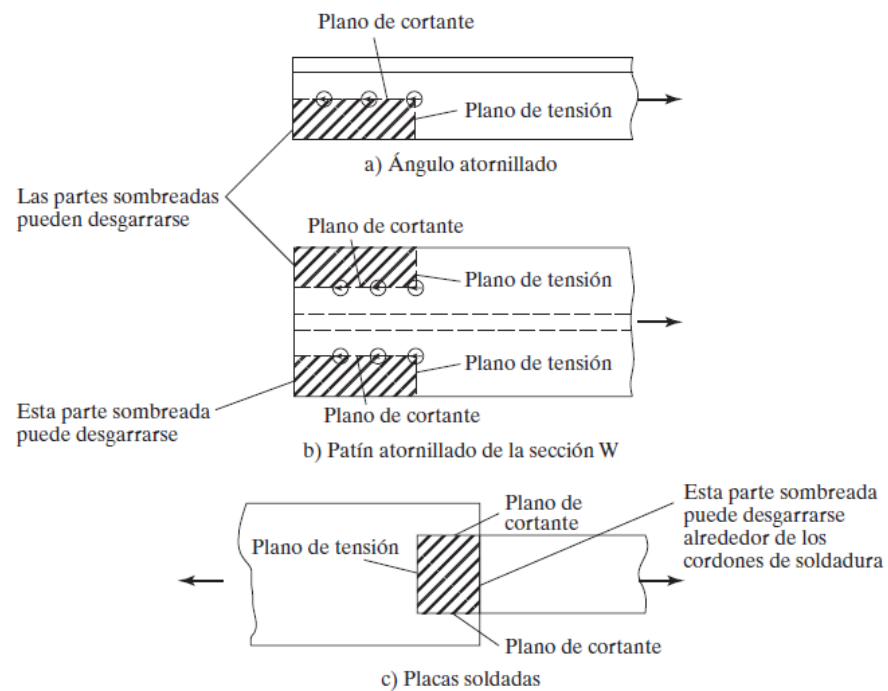 Plano de cortante
Plano de tensión
a) Ángulo atornillado
Las partes sombreadas
pueden desgarrarse
Plano de cortante
Plano de tensión
Plano de tensión
Esta parte sombreada
puede desgarrarse
Plano de cortante
b) Patín atornillado de la sección W
Plano de
cortante
Esta parte sombreada
puede desgarrarse
alrededor de los
cordones de soldadura
Plano de tensión
Plano de cortante
c) Placas soldadas